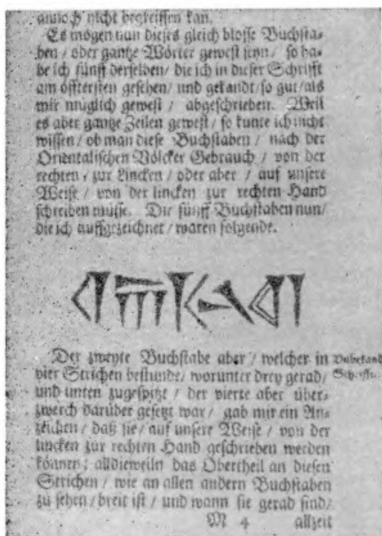 annoch nicht begreiffen kan.
Es mögen nun dieses gleich blosse Buchsta-
ben / oder gantze Wörter gewest seyn / so ha-
be ich fünff derselben / die ich in dieser Schrifft
am öfftersten gesehen / und gekandt / so gut / als
mir müglich gewest / abgeschrieben. Weil
es aber gantze Zeilen gewest / so kunte ich nicht
wissen / ob man diese Buchstaben / nach der
Orientalischen Völcker Gebrauch / von der
rechten / zur Lincken / oder aber / auf unsere
Weise / von der lincken zur rechten Hand
schreiben müsse. Die fünff Buchstaben nun /
die ich auffgezeichnet / waren folgende.
Der zweyte Buchstabe aber / welcher in
vier Strichen bestunde / worunter drey gerad /
und unten zugespitzt / der vierte aber über-
zwerch darüber gesetzt war / gab mir ein An-
zeichen / daß sie / auf unsere Weise / von der
lincken zur rechten Hand geschrieben werden
können; alldieweiln das Obertheil an diesen
Strichen / wie an allen andern Buchstaben
zu sehen / breit ist / und wann sie gerad sind /
M 4 allzeit